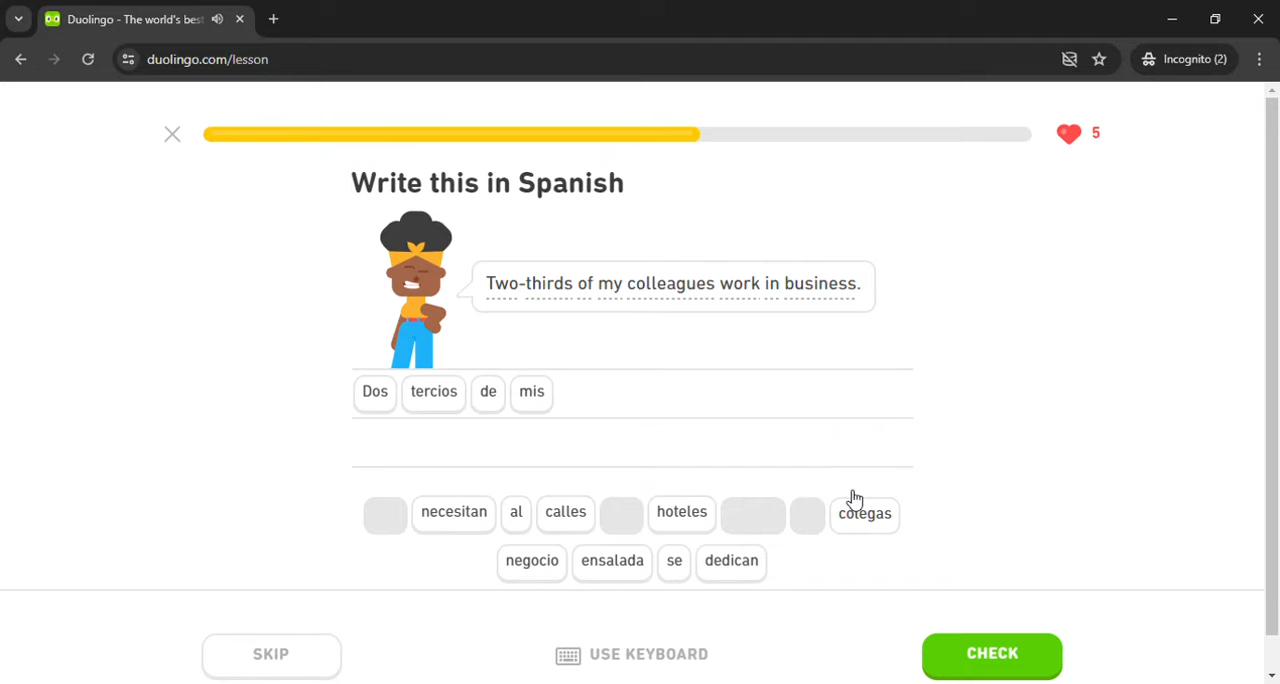 Duolingo - The world's bes
duolingo.com/lesson
Incognito (2)
5
Write this in Spanish
Two-thirds of my colleagues work in business.
Dos tercios de mis
necesitan al calles hoteles colegas
negocio ensalada se dedican
SKIP USE KEYBOARD CHECK